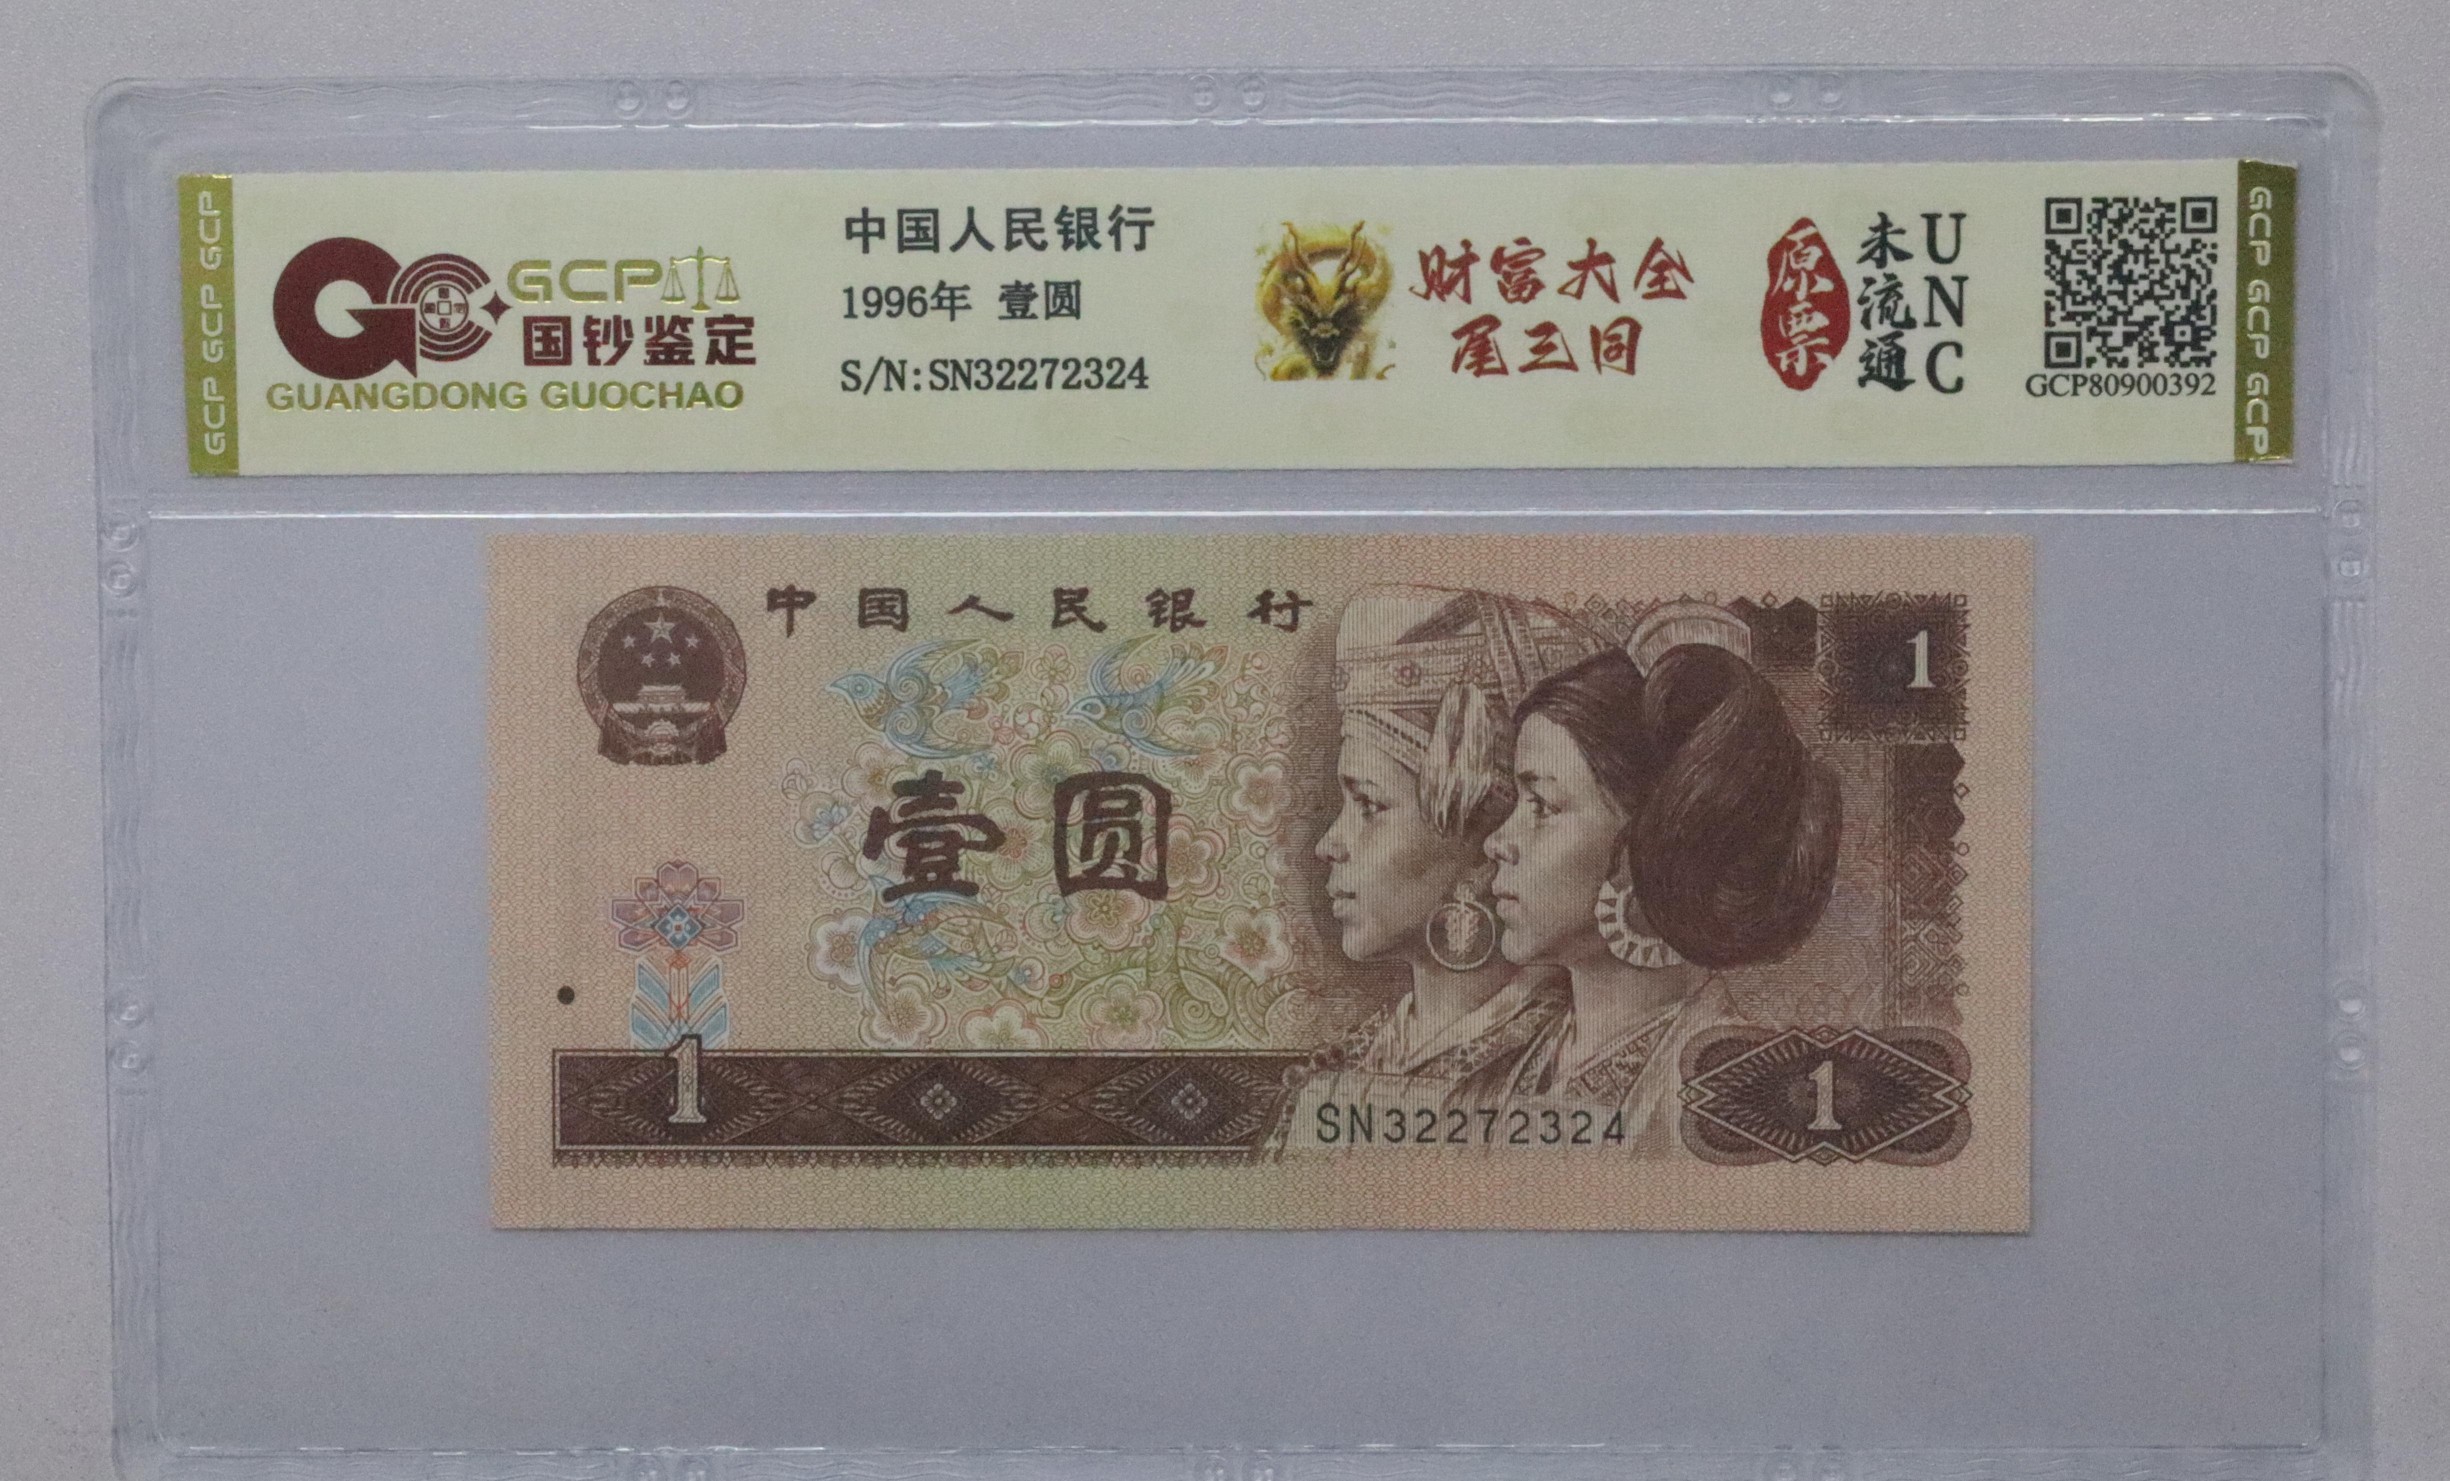 GCP GCP GCP
GCP
国钞鉴定
GUANGDONG GUOCHAO
中国人民银行
1996年 壹圆
S/N:SN32272324
财富大全
尾三同
原票
未流通
UNC
GCP80900392
GCP GCP GCP
中国人民银行
1
壹圆
1
1
SN32272324